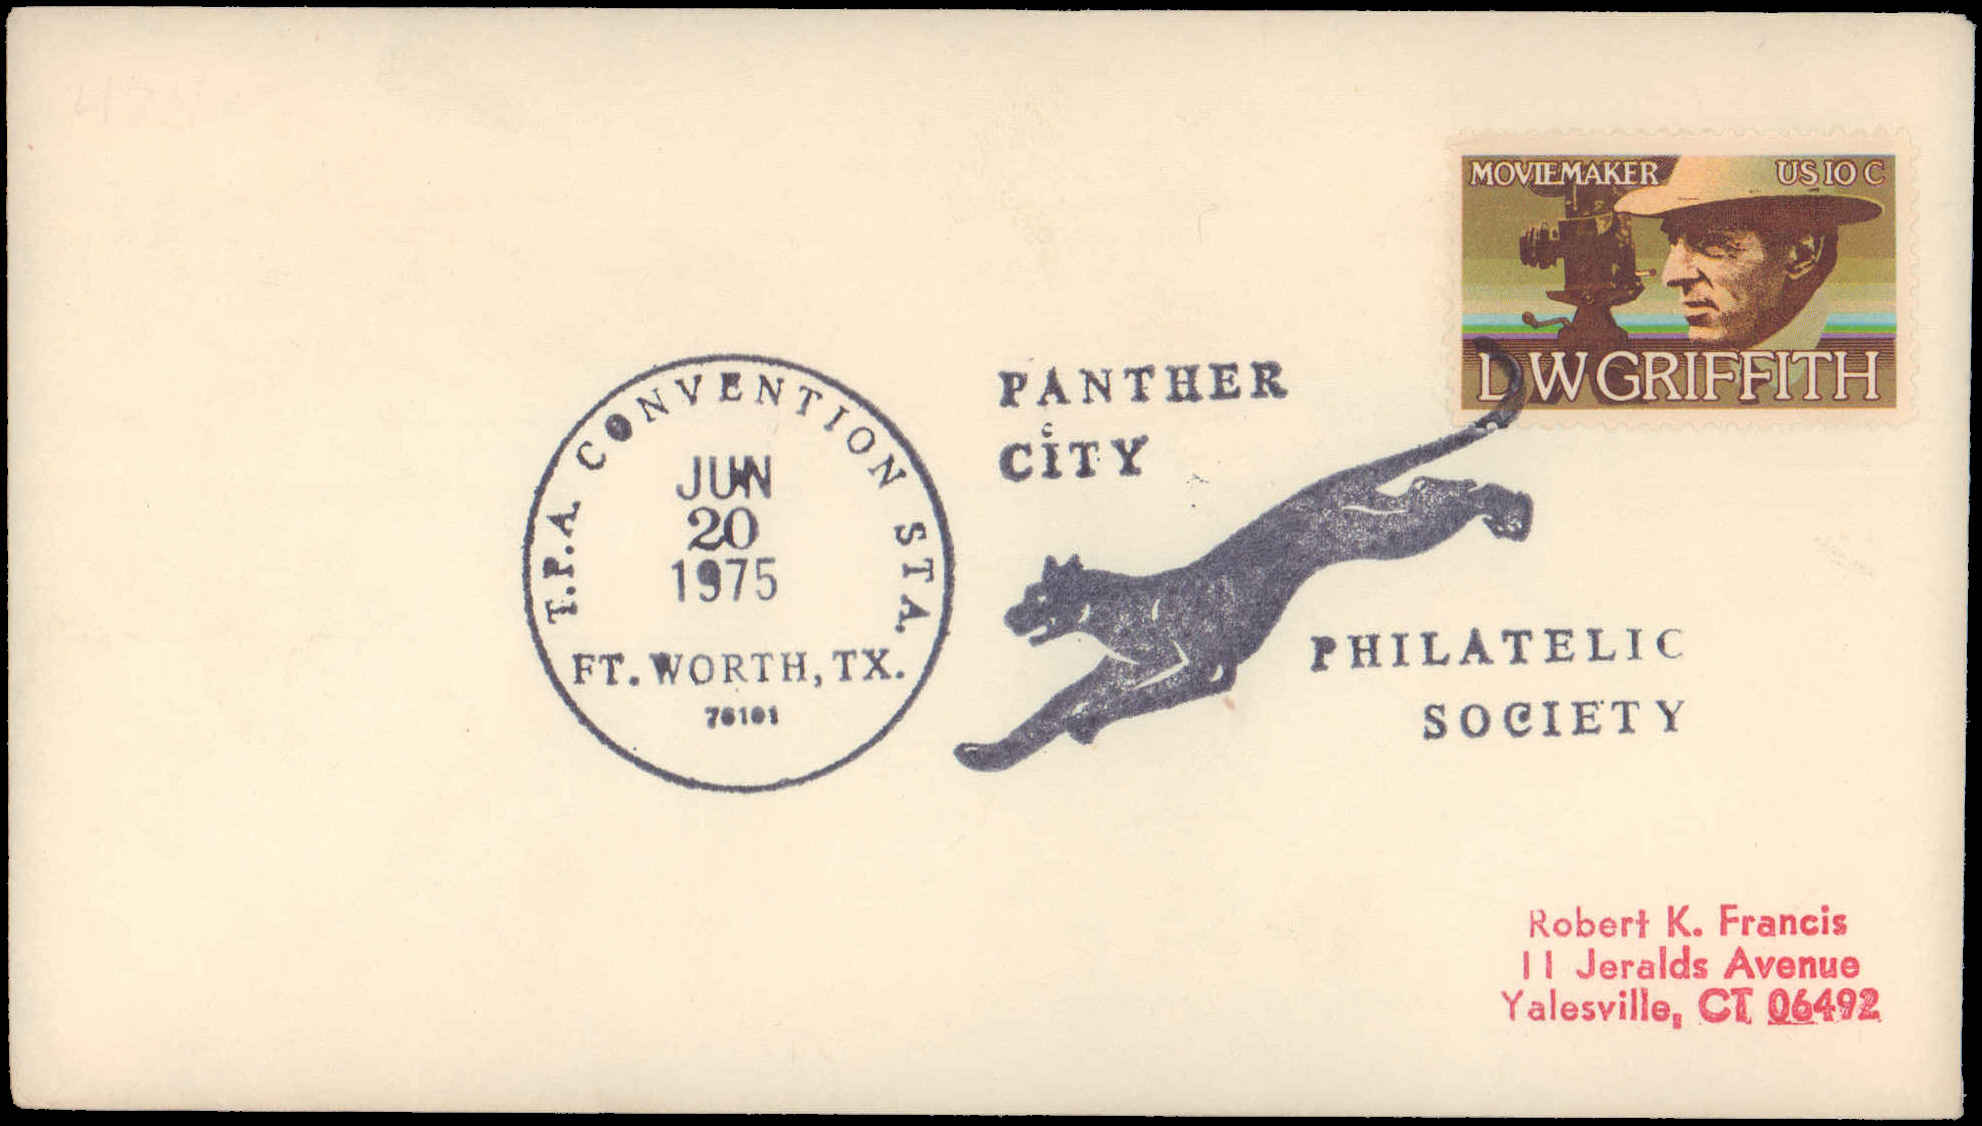 MOVIEMAKER US 10 C
D W GRIFFITH
PANTHER
CITY
T.P.A. CONVENTION STA.
JUN
20
1975
FT. WORTH, TX.
76101
PHILATELIC
SOCIETY
Robert K. Francis
11 Jeralds Avenue
Yalesville, CT 06492